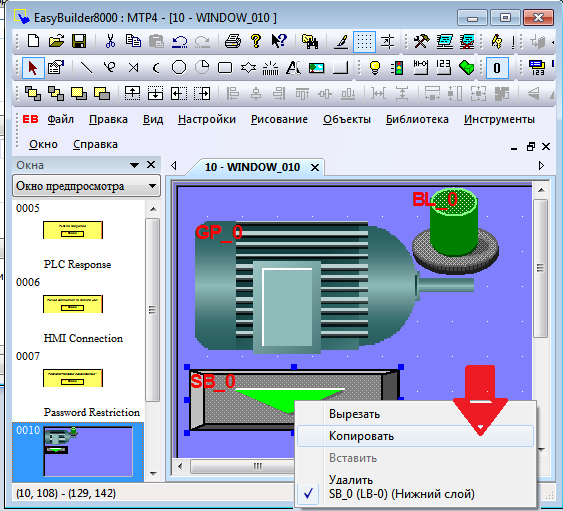 EasyBuilder8000 : MTP4 - [10 - WINDOW_010 ]
EB Файл Правка Вид Настройки Рисование Объекты Библиотека Инструменты
Окно Справка
Окна
10 - WINDOW_010
Окно предпросмотра
0005
PLC Response
0006
HMI Connection
0007
Password Restriction
0010
GP_0
BL_0
SB_0
Вырезать
Копировать
Вставить
Удалить
SB_0 (LB-0) (Нижний слой)
(10, 108) - (129, 142)